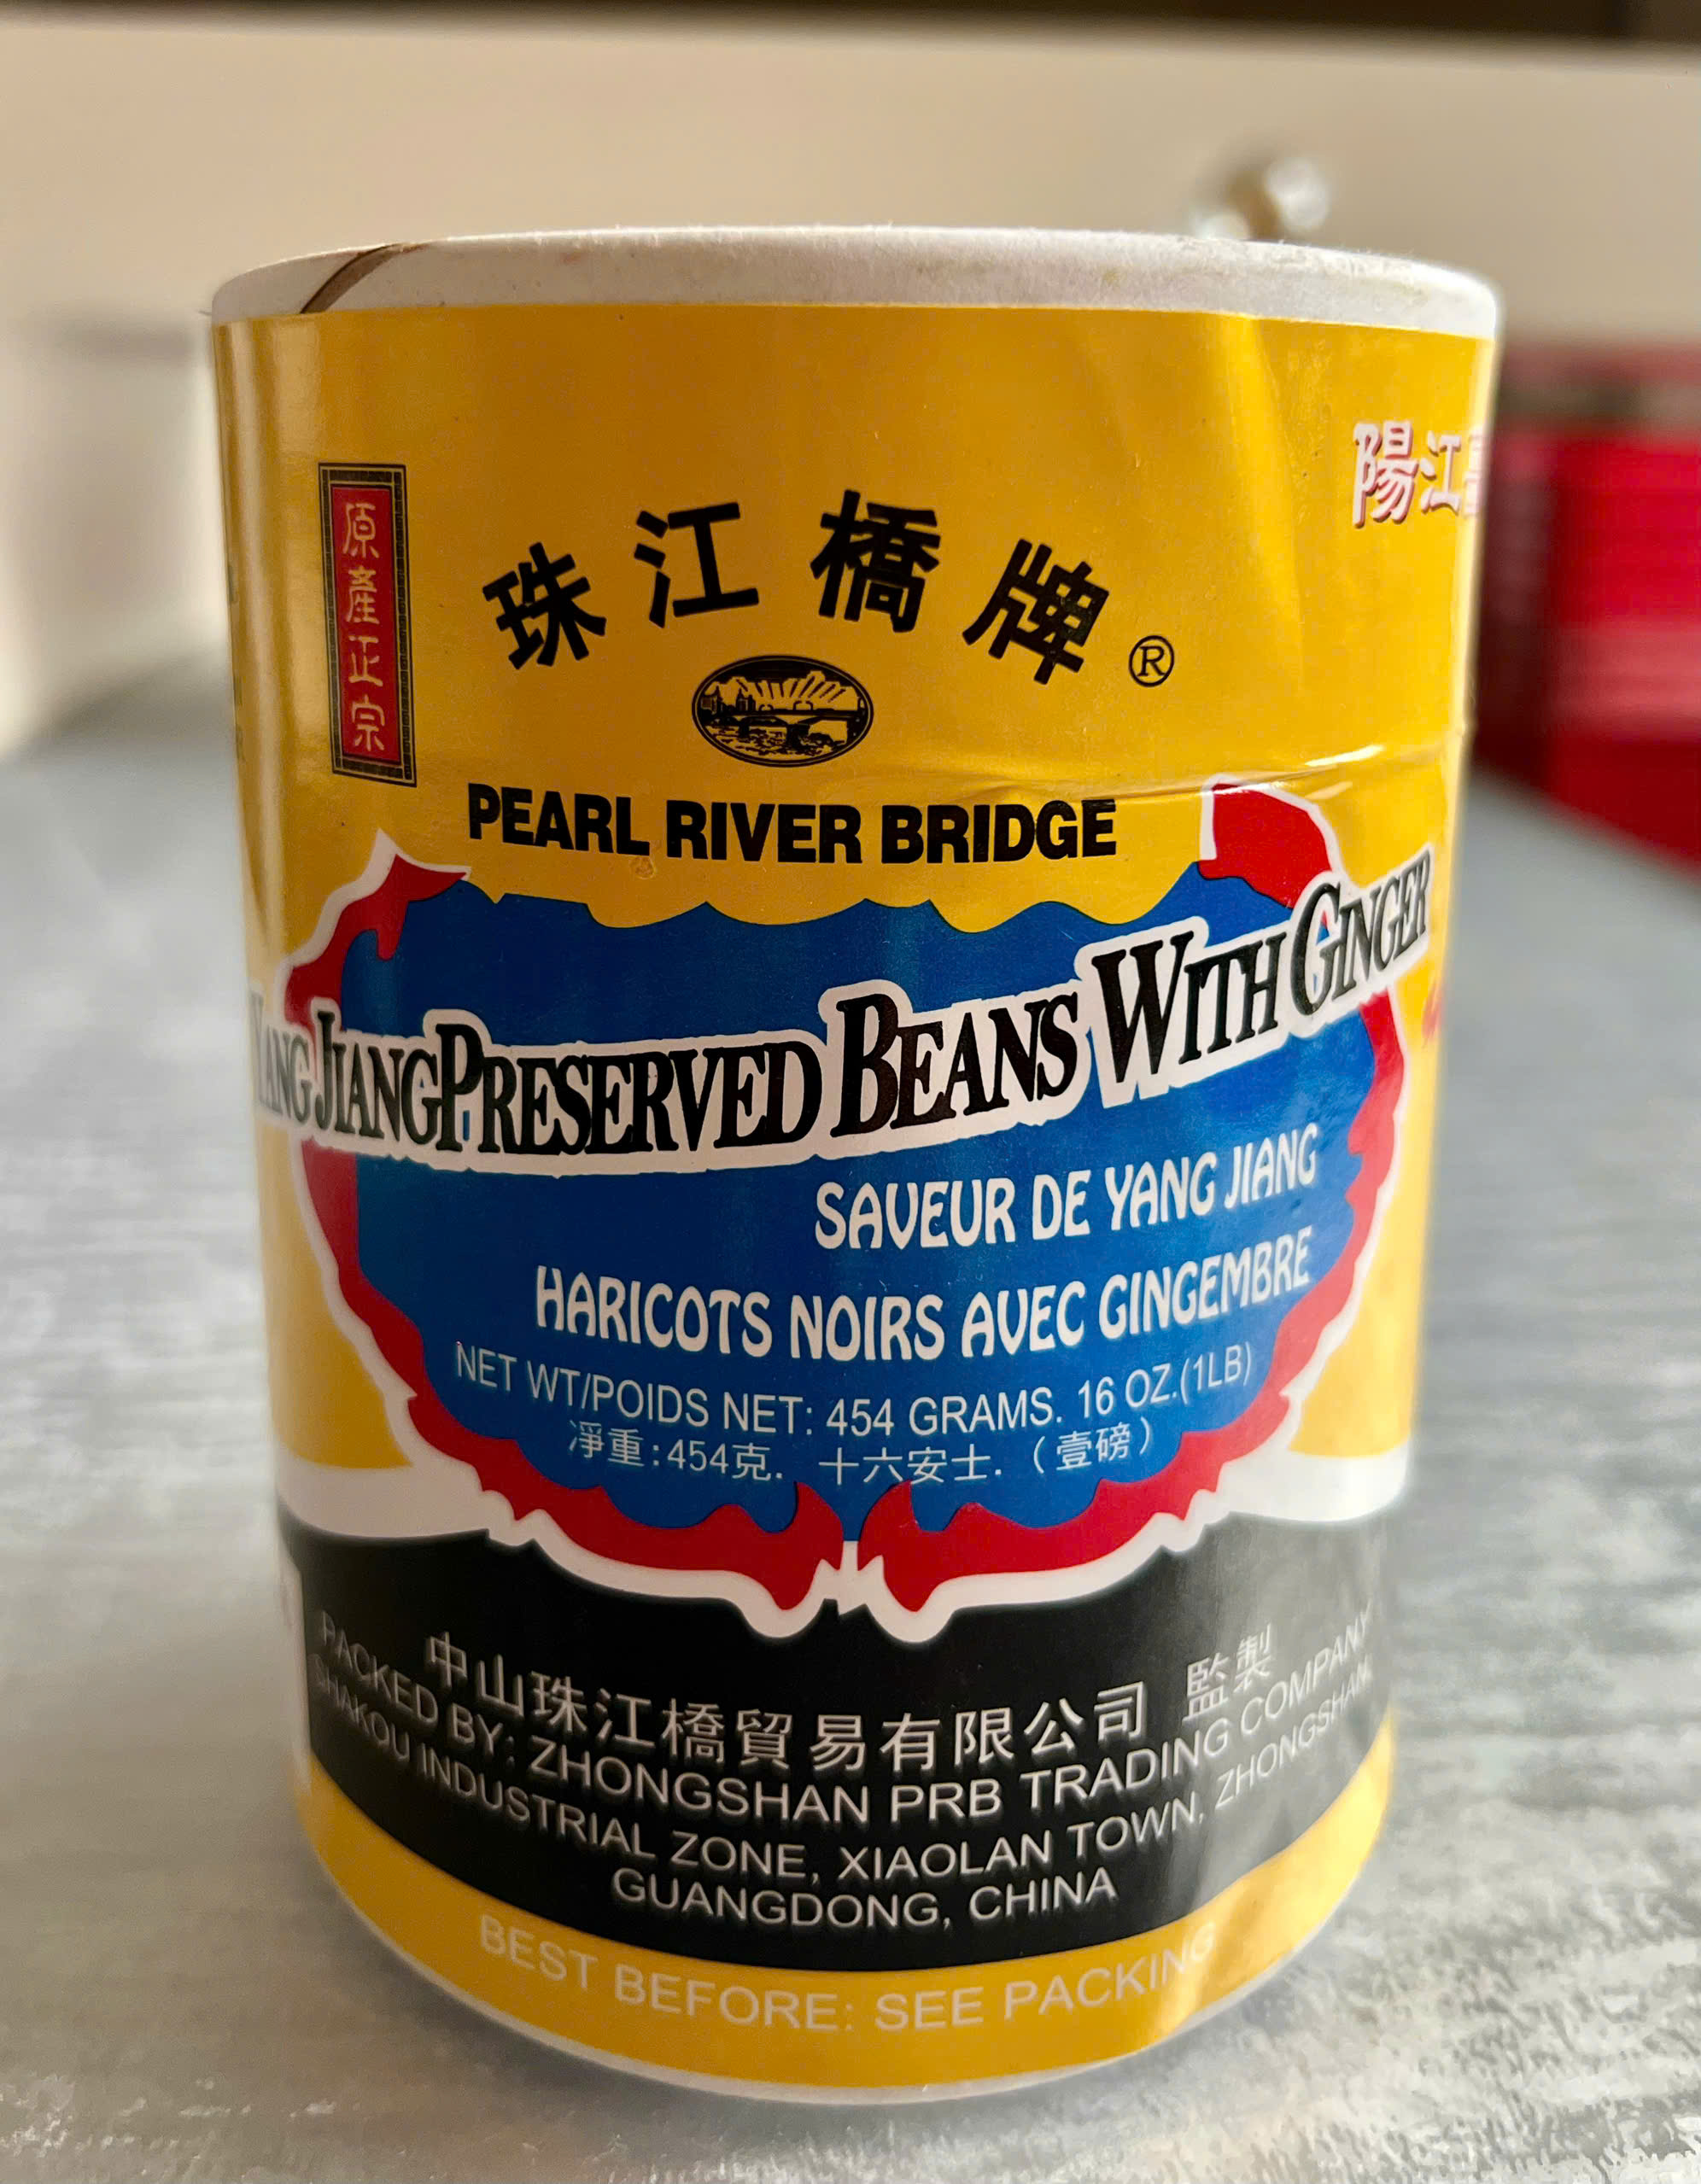 原產正宗
珠江橋牌®
陽江
PEARL RIVER BRIDGE
YANG JIANG PRESERVED BEANS WITH GINGER
SAVEUR DE YANG JIANG
HARICOTS NOIRS AVEC GINGEMBRE
NET WT/POIDS NET: 454 GRAMS. 16 OZ.(1LB)
淨重:454克. 十六安士.（壹磅）
中山珠江橋貿易有限公司 監製
PACKED BY: ZHONGSHAN PRB TRADING COMPANY
SHAKOU INDUSTRIAL ZONE, XIAOLAN TOWN, ZHONGSHAN,
GUANGDONG, CHINA
BEST BEFORE: SEE PACKING